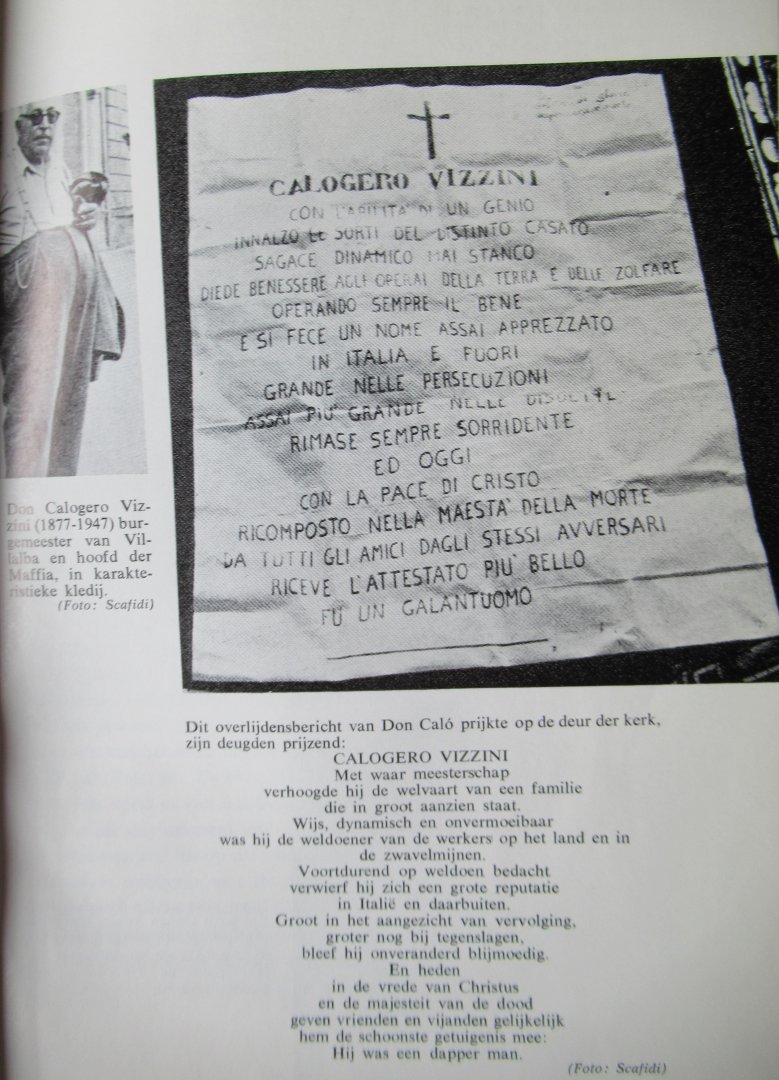 CALOGERO VIZZINI
CON L'ABILITÀ DI UN GENIO
INNALZO LE SORTI DEL DISTINTO CASATO
SAGACE DINAMICO MAI STANCO
DIEDE BENESSERE AGLI OPERAI DELLA TERRA E DELLE ZOLFARE
OPERANDO SEMPRE IL BENE
E SI FECE UN NOME ASSAI APPREZZATO
IN ITALIA E FUORI
GRANDE NELLE PERSECUZIONI
ASSAI PIU' GRANDE NELLE
RIMASE SEMPRE SORRIDENTE
ED OGGI
CON LA PACE DI CRISTO
RICOMPOSTO NELLA MAESTA' DELLA MORTE
DA TUTTI GLI AMICI DAGLI STESSI AVVERSARI
RICEVE L'ATTESTATO PIU' BELLO
FU UN GALANTUOMO
Don Calogero Viz-
zini (1877-1947) bur-
gemeester van Vil-
lalba en hoofd der
Maffia, in karakte-
ristieke kledij.
(Foto: Scafidi)
Dit overlijdensbericht van Don Caló prijkte op de deur der kerk,
zijn deugden prijzend:
CALOGERO VIZZINI
Met waar meesterschap
verhoogde hij de welvaart van een familie
die in groot aanzien staat.
Wijs, dynamisch en onvermoeibaar
was hij de weldoener van de werkers op het land en in
de zwavelmijnen.
Voortdurend op weldoen bedacht
verwierf hij zich een grote reputatie
in Italië en daarbuiten.
Groot in het aangezicht van vervolging,
groter nog bij tegenslagen,
bleef hij onveranderd blijmoedig.
En heden
in de vrede van Christus
en de majesteit van de dood
geven vrienden en vijanden gelijkelijk
hem de schoonste getuigenis mee:
Hij was een dapper man.
(Foto: Scafidi)